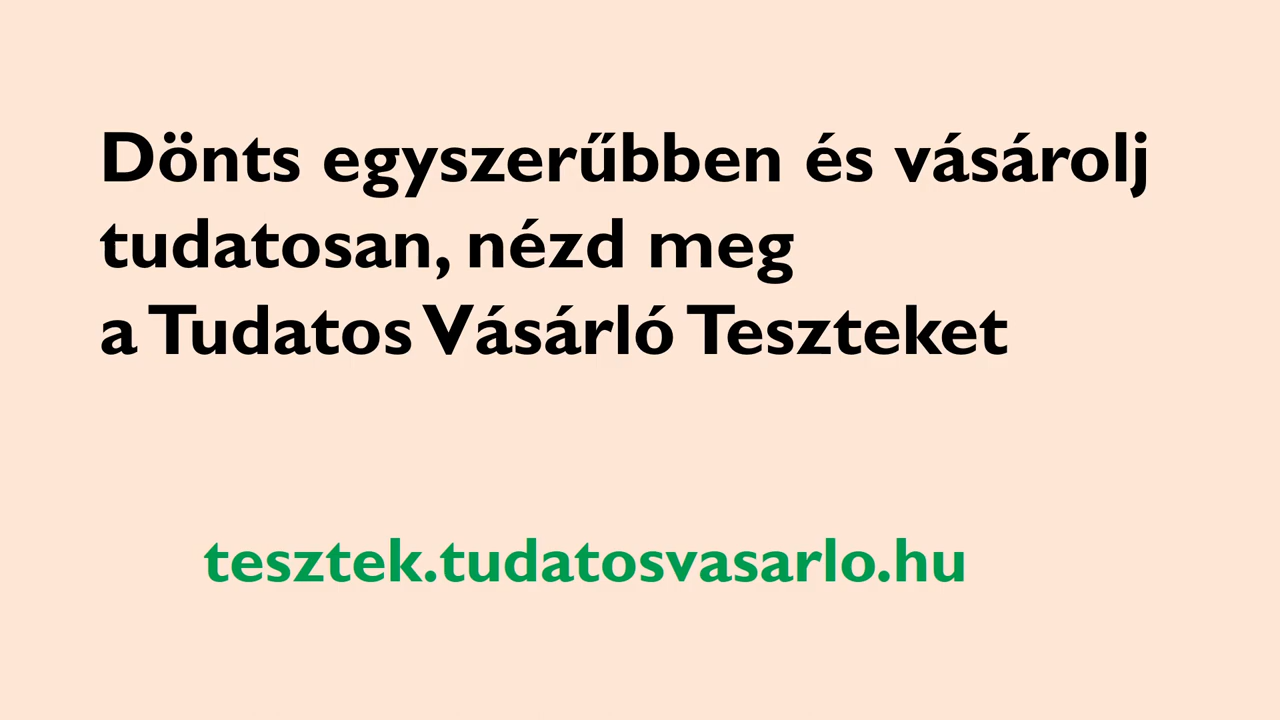 Dönts egyszerűbben és vásárolj
tudatosan, nézd meg
a Tudatos Vásárló Teszteket
tesztek.tudatosvasarlo.hu